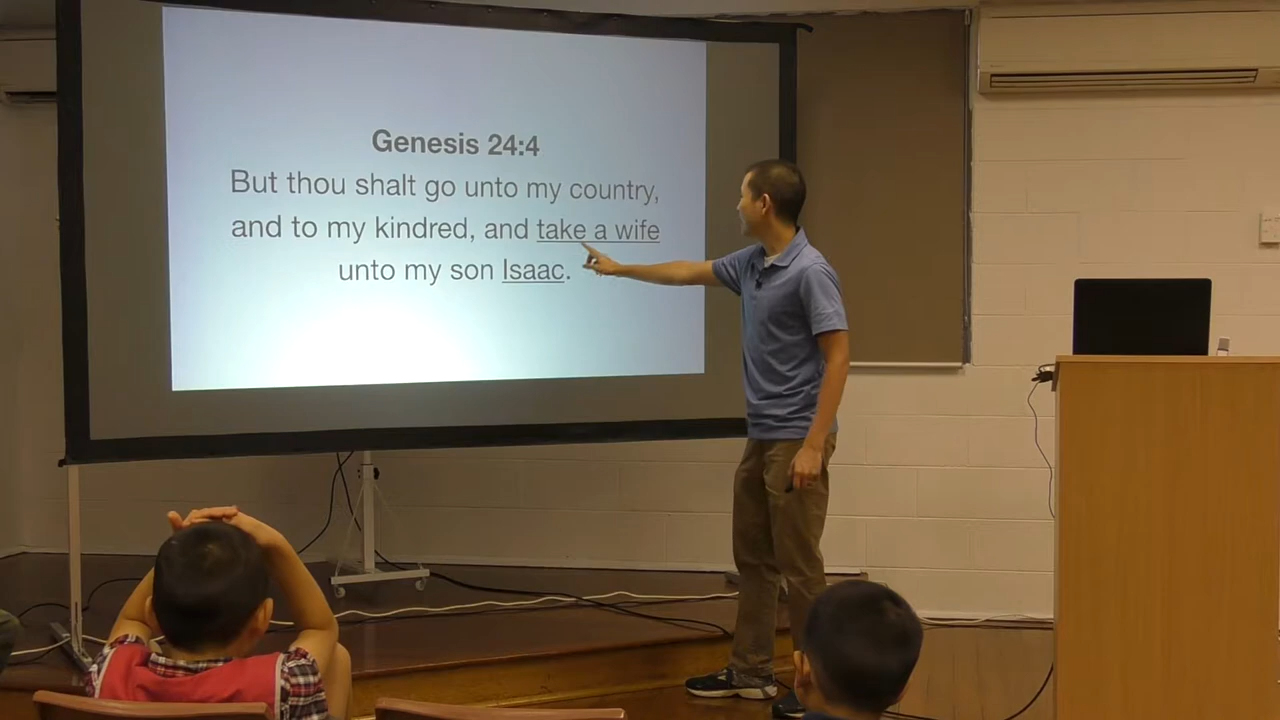 Genesis 24:4
But thou shalt go unto my country,
and to my kindred, and take a wife
unto my son Isaac.